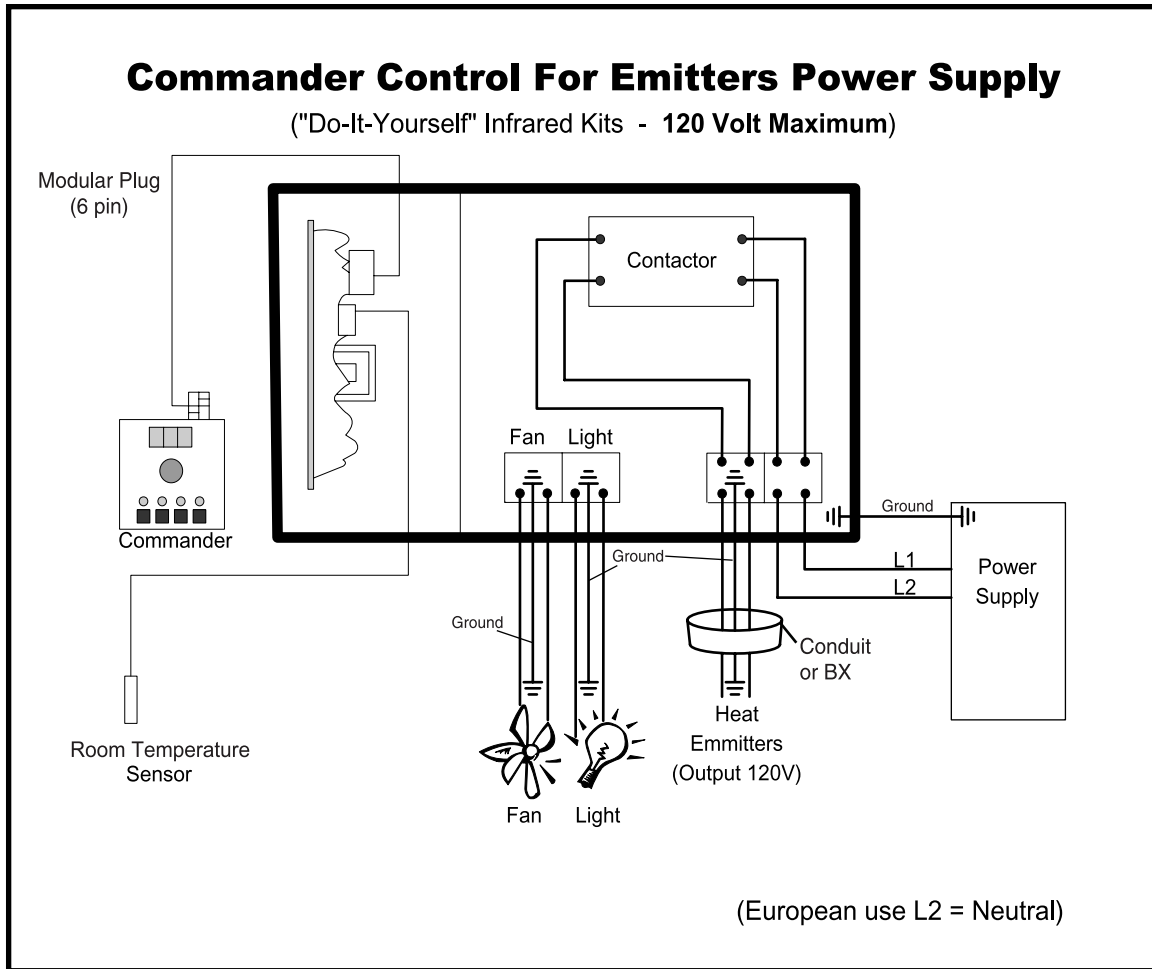 Commander Control For Emitters Power Supply
("Do-It-Yourself" Infrared Kits - 120 Volt Maximum)
Modular Plug
(6 pin)
Contactor
Fan
Light
Commander
Ground
L1
L2
Power
Supply
Ground
Ground
Conduit
or BX
Heat
Emmitters
(Output 120V)
Room Temperature
Sensor
Fan
Light
(European use L2 = Neutral)